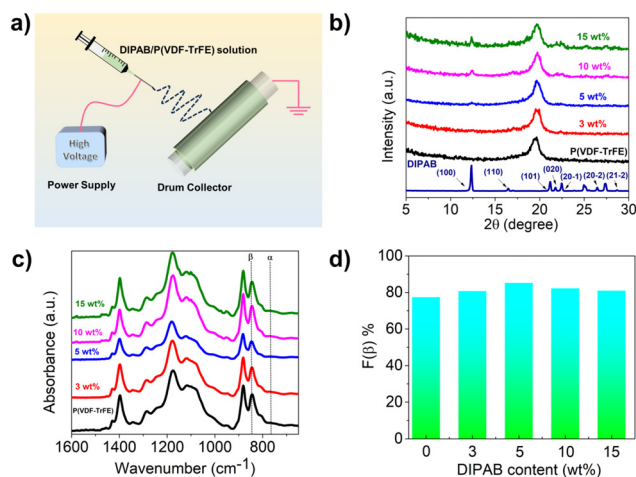 a)
DIPAB/P(VDF-TrFE) solution
High
Voltage
Power Supply
Drum Collector
b)
Intensity (a.u.)
15 wt%
10 wt%
5 wt%
3 wt%
P(VDF-TrFE)
DIPAB
(100)
(110)
(101)
(020)
(20-1)
(20-2)
(21-2)
5 10 15 20 25 30
2θ (degree)
c)
Absorbance (a.u.)
β
α
15 wt%
10 wt%
5 wt%
3 wt%
P(VDF-TrFE)
1600 1400 1200 1000 800
Wavenumber (cm-1)
d)
F(β) %
100
80
60
40
20
0
0 3 5 10 15
DIPAB content (wt%)